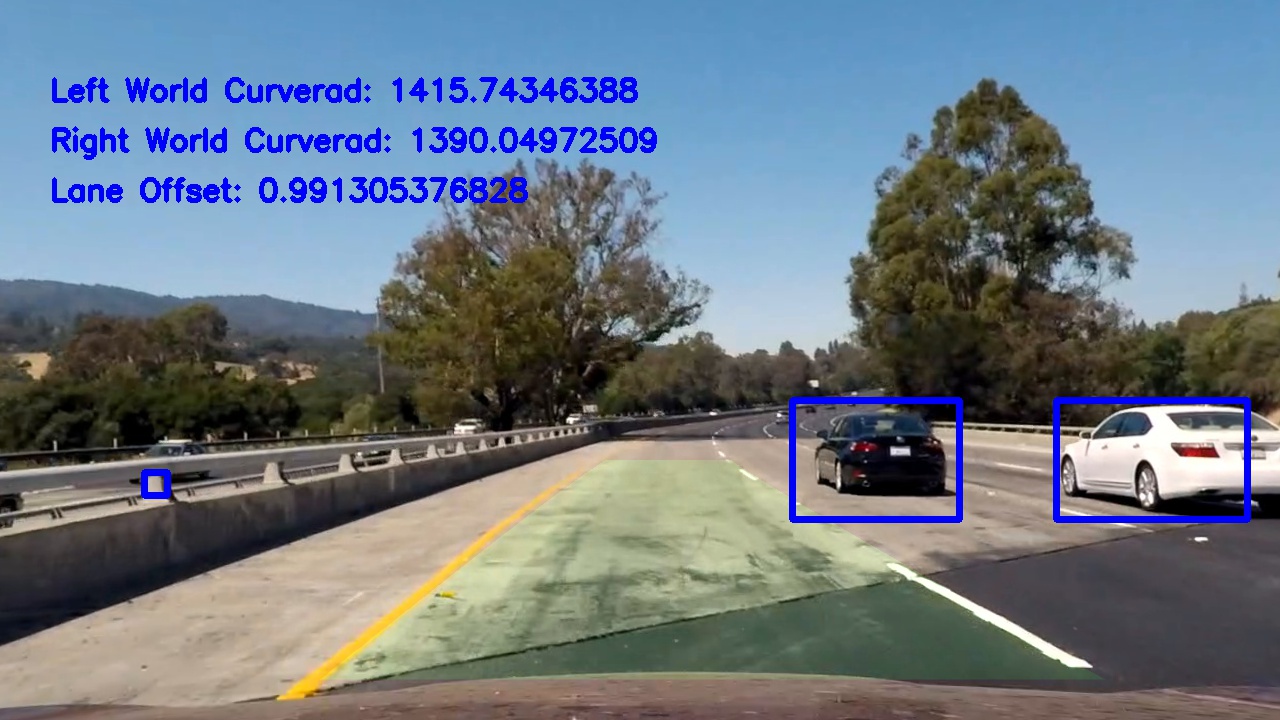 Left World Curverad: 1415.74346388
Right World Curverad: 1390.04972509
Lane Offset: 0.991305376828